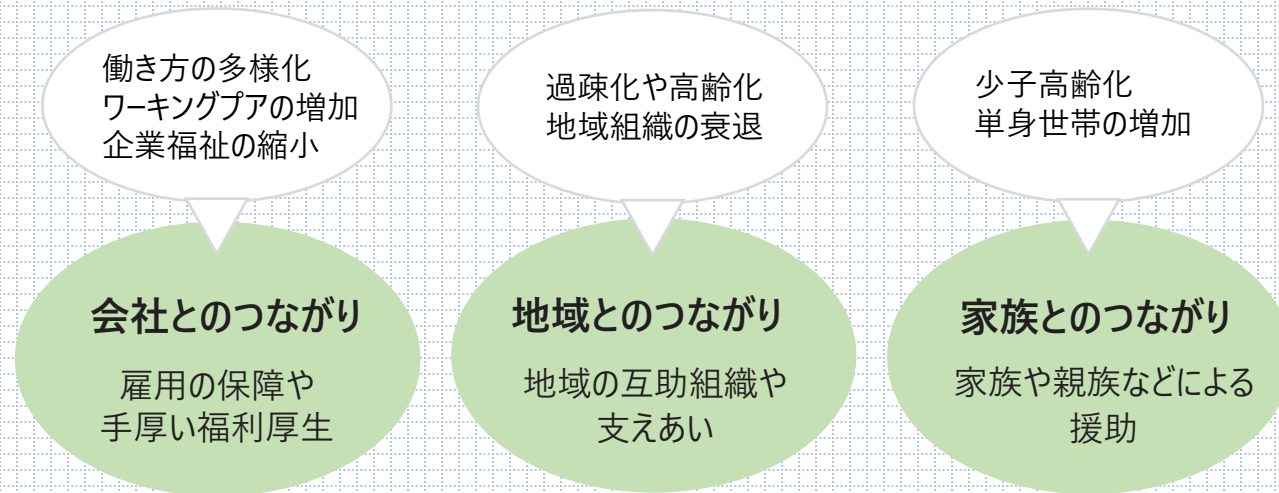 働き方の多様化
ワーキングプアの増加
企業福祉の縮小
過疎化や高齢化
地域組織の衰退
少子高齢化
単身世帯の増加
会社とのつながり
雇用の保障や
手厚い福利厚生
地域とのつながり
地域の互助組織や
支えあい
家族とのつながり
家族や親族などによる
援助